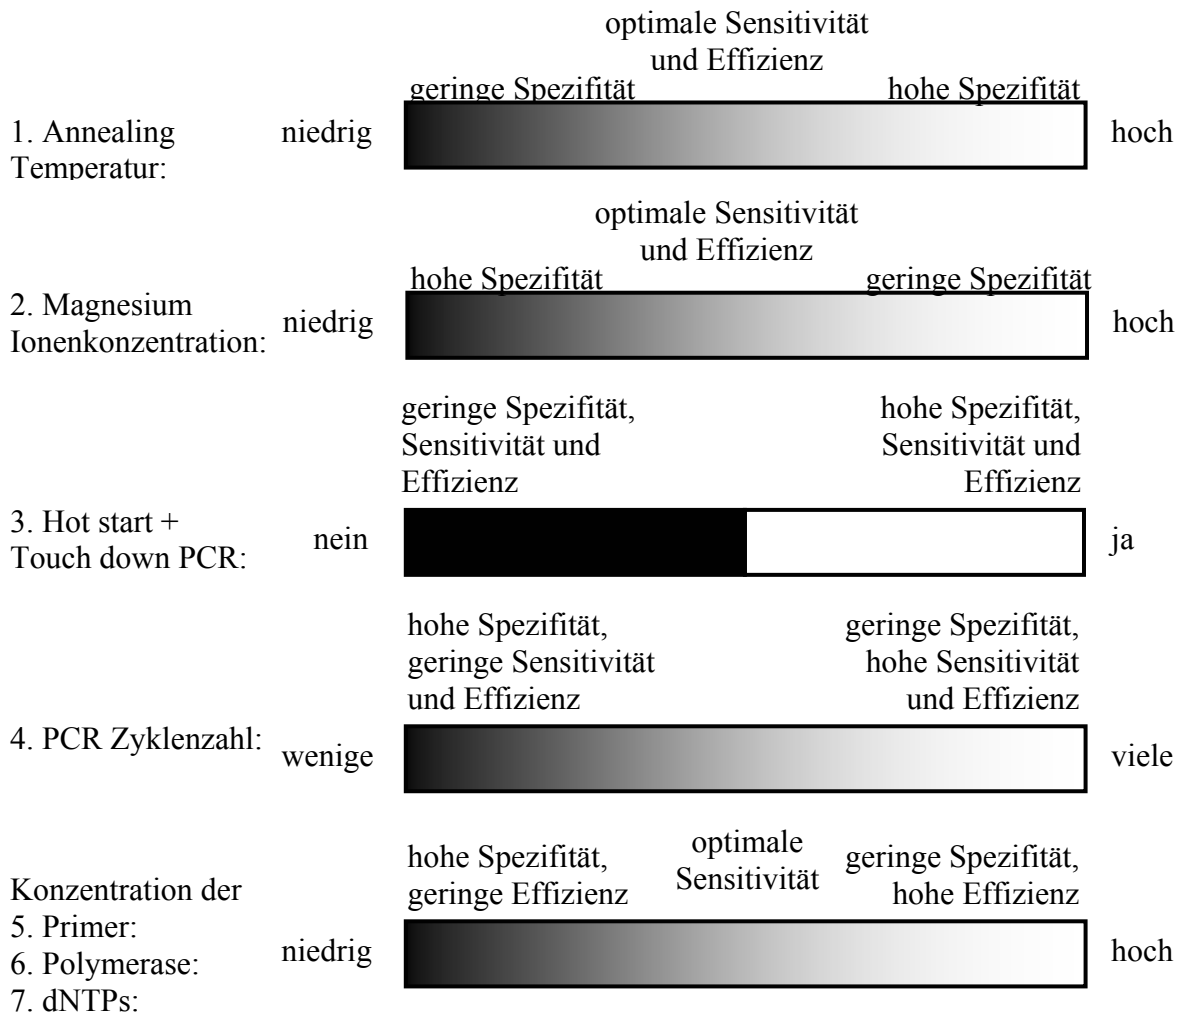 optimale Sensitivität
und Effizienz
geringe Spezifität
hohe Spezifität
1. Annealing
Temperatur:
niedrig
hoch
optimale Sensitivität
und Effizienz
hohe Spezifität
geringe Spezifität
2. Magnesium
Ionenkonzentration:
niedrig
hoch
geringe Spezifität,
Sensitivität und
Effizienz
hohe Spezifität,
Sensitivität und
Effizienz
3. Hot start +
Touch down PCR:
nein
ja
hohe Spezifität,
geringe Sensitivität
und Effizienz
geringe Spezifität,
hohe Sensitivität
und Effizienz
4. PCR Zyklenzahl:
wenige
viele
hohe Spezifität,
geringe Effizienz
optimale
Sensitivität
geringe Spezifität,
hohe Effizienz
Konzentration der
5. Primer:
6. Polymerase:
7. dNTPs:
niedrig
hoch